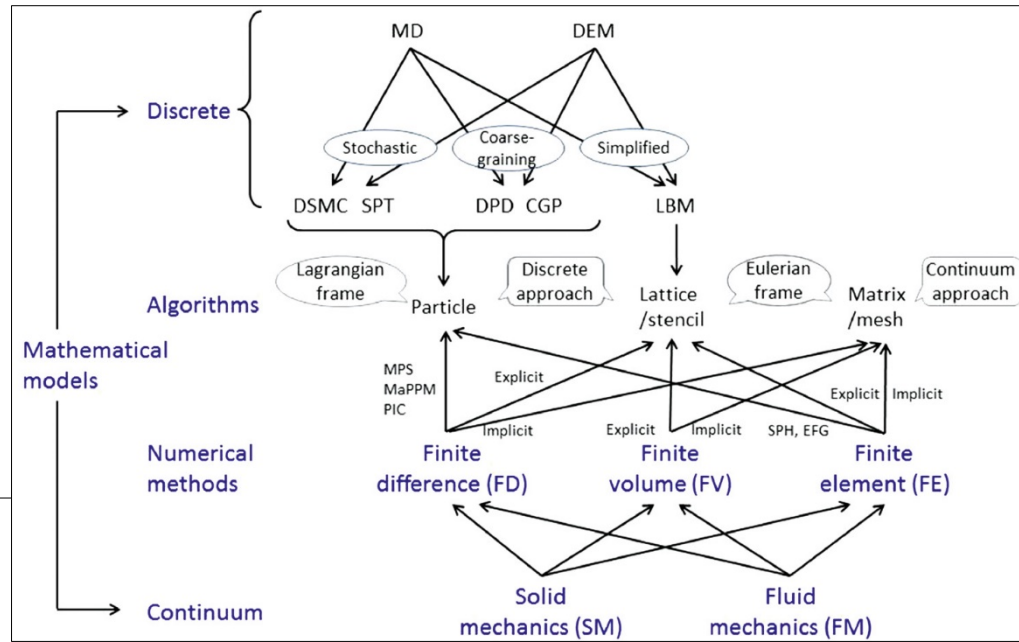 MD DEM
Discrete
Stochastic
Coarse-
graining
Simplified
DSMC SPT DPD CGP LBM
Lagrangian
frame
Discrete
approach
Eulerian
frame
Continuum
approach
Algorithms
Particle
Lattice
/stencil
Matrix
/mesh
Mathematical
models
MPS
MaPPM
PIC
Explicit
Implicit
Explicit
Implicit
SPH, EFG
Explicit
Implicit
Numerical
methods
Finite
difference (FD)
Finite
volume (FV)
Finite
element (FE)
Continuum
Solid
mechanics (SM)
Fluid
mechanics (FM)